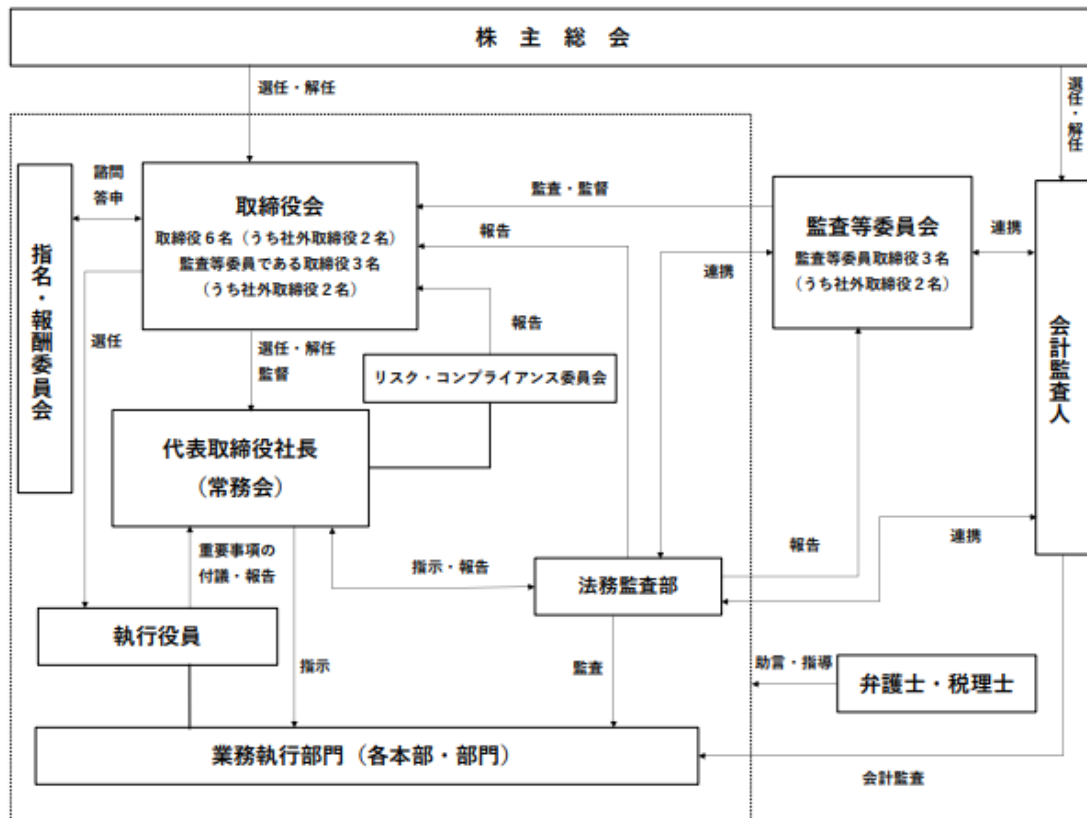 株 主 総 会
選任・解任
選任・解任
諮問
答申
指名・報酬委員会
取締役会
取締役６名（うち社外取締役２名）
監査等委員である取締役３名
（うち社外取締役２名）
監査・監督
報告
連携
監査等委員会
監査等委員取締役３名
（うち社外取締役２名）
連携
会計監査人
選任
選任・解任
監督
報告
リスク・コンプライアンス委員会
代表取締役社長
（常務会）
重要事項の
付議・報告
指示・報告
法務監査部
報告
連携
執行役員
指示
監査
助言・指導
弁護士・税理士
業務執行部門（各本部・部門）
会計監査